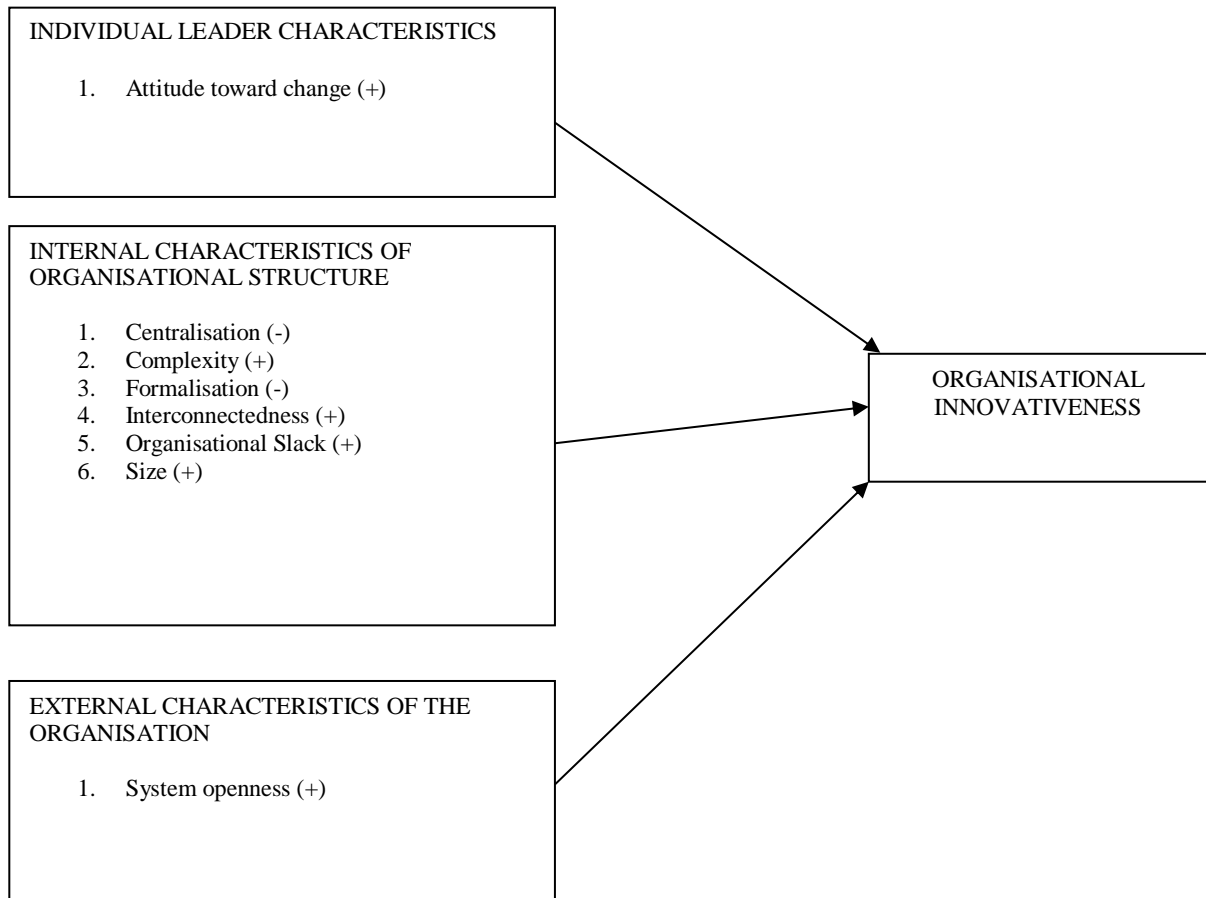 INDIVIDUAL LEADER CHARACTERISTICS
1. Attitude toward change (+)
INTERNAL CHARACTERISTICS OF
ORGANISATIONAL STRUCTURE
1. Centralisation (-)
2. Complexity (+)
3. Formalisation (-)
4. Interconnectedness (+)
5. Organisational Slack (+)
6. Size (+)
ORGANISATIONAL
INNOVATIVENESS
EXTERNAL CHARACTERISTICS OF THE
ORGANISATION
1. System openness (+)